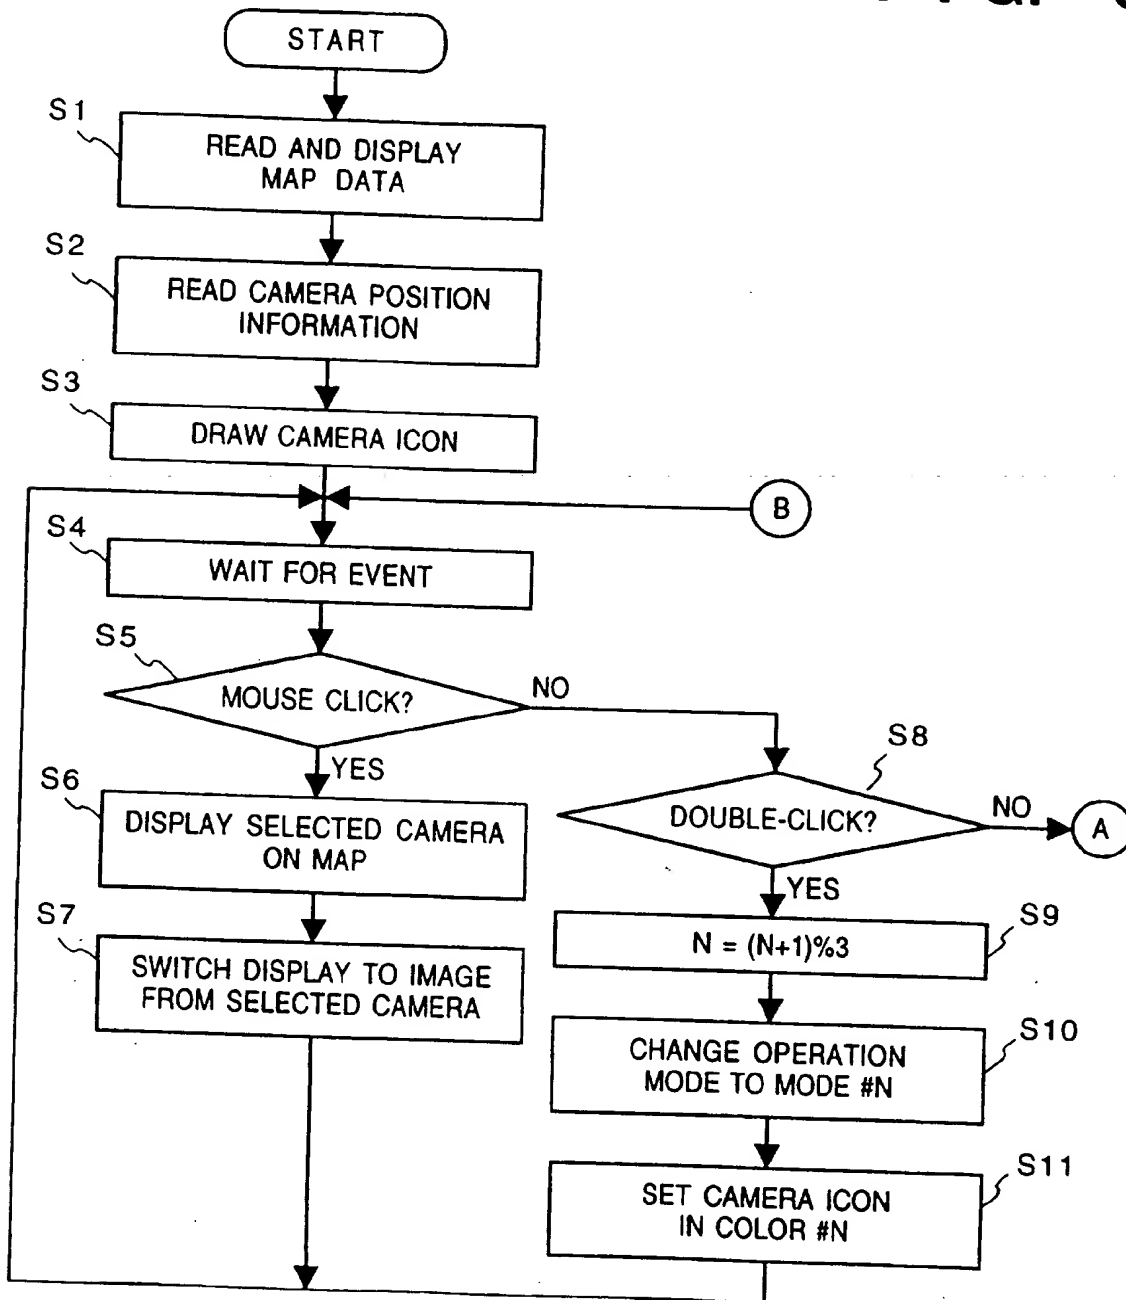 START
S1
READ AND DISPLAY
MAP DATA
S2
READ CAMERA POSITION
INFORMATION
S3
DRAW CAMERA ICON
B
S4
WAIT FOR EVENT
S5
MOUSE CLICK?
NO
YES
S6
DISPLAY SELECTED CAMERA
ON MAP
S7
SWITCH DISPLAY TO IMAGE
FROM SELECTED CAMERA
S8
DOUBLE-CLICK?
NO
A
YES
S9
N = (N+1)%3
S10
CHANGE OPERATION
MODE TO MODE #N
S11
SET CAMERA ICON
IN COLOR #N